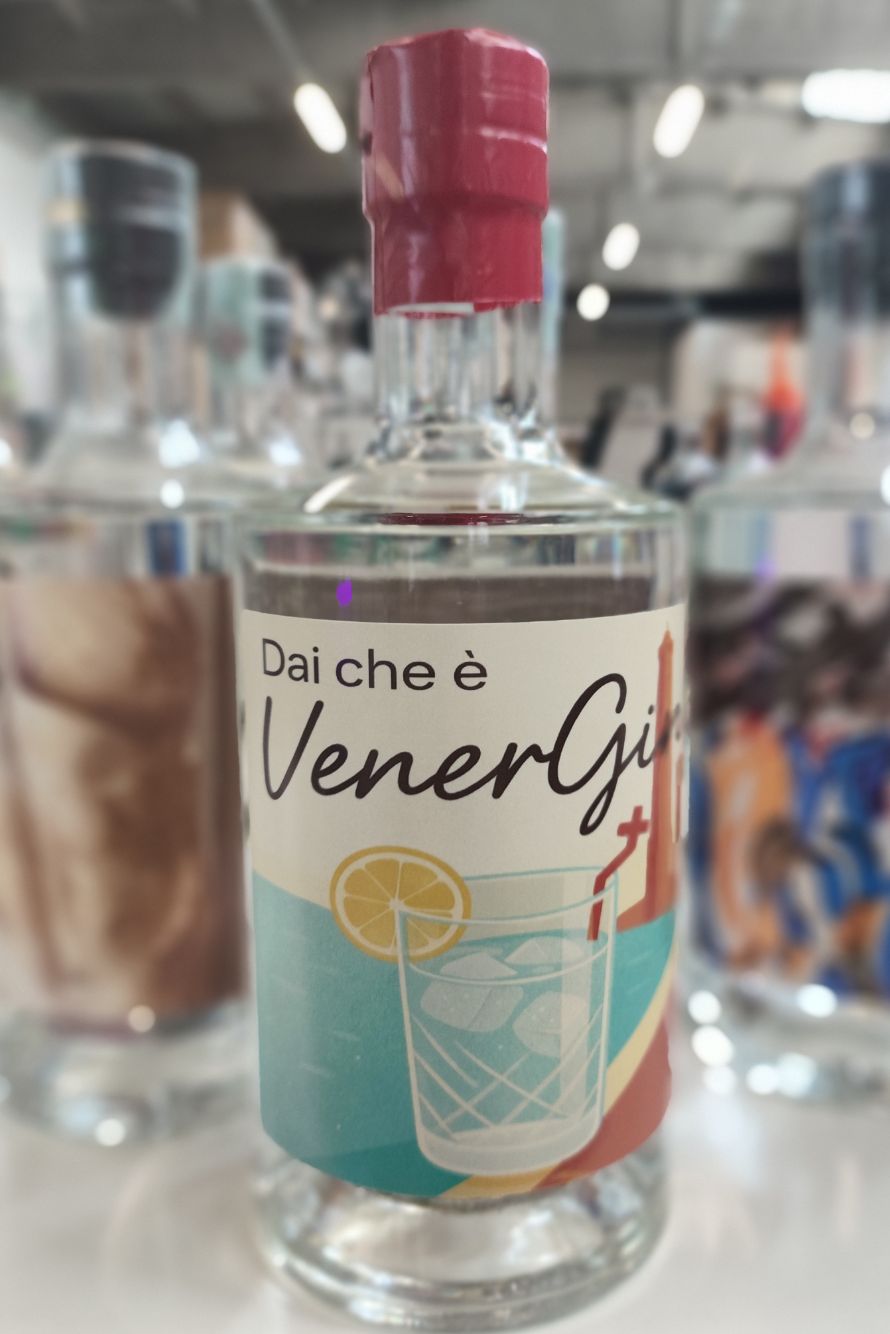 Dai che è
VenerGin